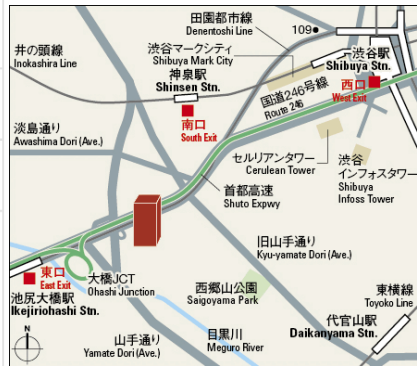 田園都市線
Denentoshi Line
109
井の頭線
Inokashira Line
渋谷マークシティ
Shibuya Mark City
渋谷駅
Shibuya Stn.
神泉駅
Shinsen Stn.
国道246号線
Route 246
西口
West Exit
南口
South Exit
淡島通り
Awashima Dori (Ave.)
セルリアンタワー
Cerulean Tower
渋谷
インフォスタワー
Shibuya
Infoss Tower
首都高速
Shuto Expwy
旧山手通り
Kyu-yamate Dori (Ave.)
東口
East Exit
大橋JCT
Ohashi Junction
池尻大橋駅
Ikejiriohashi Stn.
西郷山公園
Saigoyama Park
東横線
Toyoko Line
代官山駅
Daikanyama Stn.
N
山手通り
Yamate Dori (Ave.)
目黒川
Meguro River